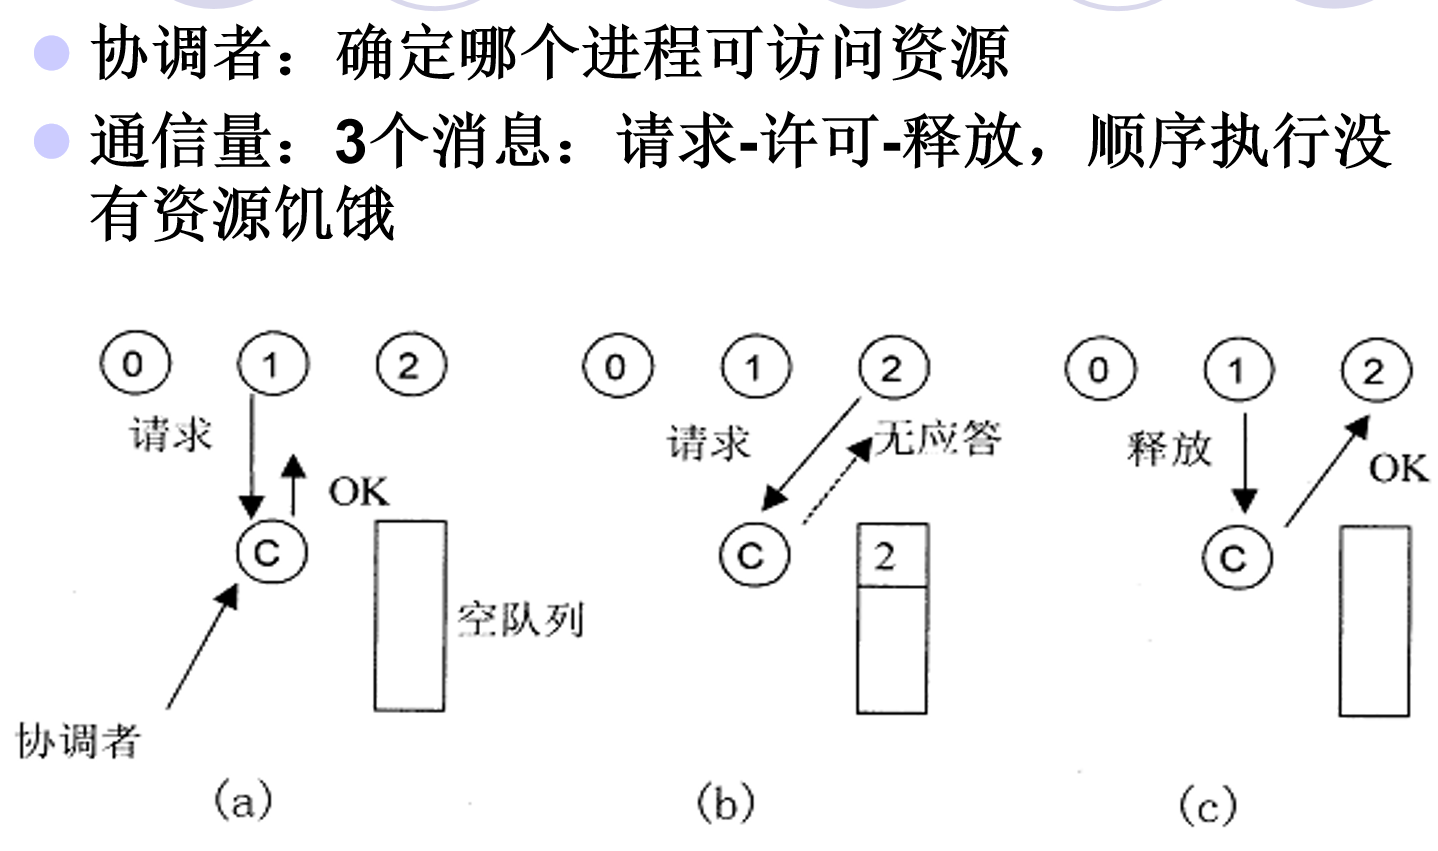 协调者：确定哪个进程可访问资源
通信量：3个消息：请求-许可-释放，顺序执行没
有资源饥饿
0 1 2
请求
OK
C
空队列
协调者
(a)
0 1 2
请求
无应答
C
2
(b)
0 1 2
释放
OK
C
(c)